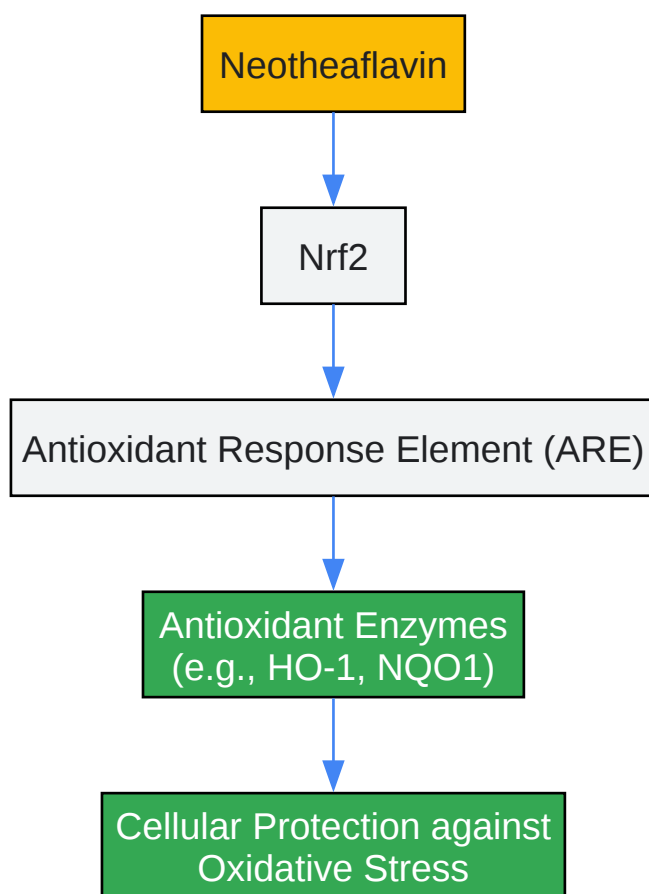 Neotheaflavin
Nrf2
Antioxidant Response Element (ARE)
Antioxidant Enzymes
(e.g., HO-1, NQO1)
Cellular Protection against
Oxidative Stress